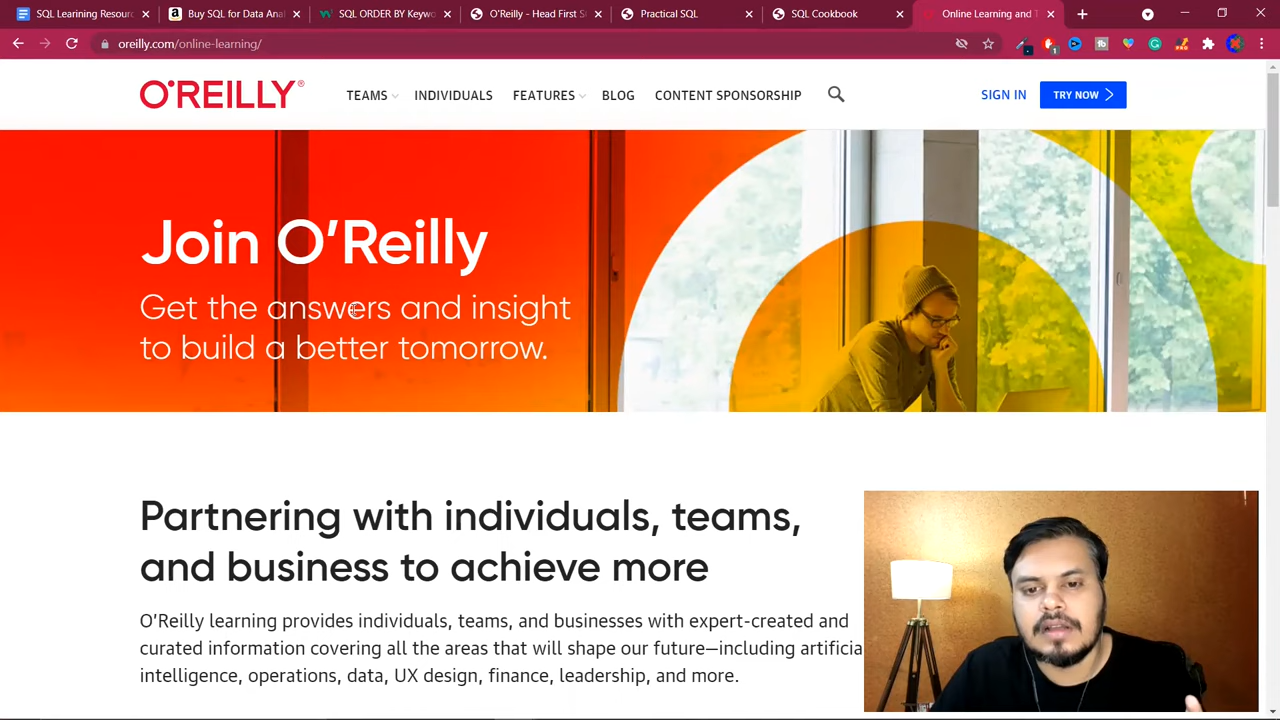 SQL Learining Resourc
Buy SQL for Data Anal
SQL ORDER BY Keywo
O'Reilly - Head First S
Practical SQL
SQL Cookbook
Online Learning and T
oreilly.com/online-learning/
O'REILLY®
TEAMS
INDIVIDUALS
FEATURES
BLOG
CONTENT SPONSORSHIP
SIGN IN
TRY NOW
Join O'Reilly
Get the answers and insight
to build a better tomorrow.
Partnering with individuals, teams,
and business to achieve more
O'Reilly learning provides individuals, teams, and businesses with expert-created and
curated information covering all the areas that will shape our future—including artificia
intelligence, operations, data, UX design, finance, leadership, and more.